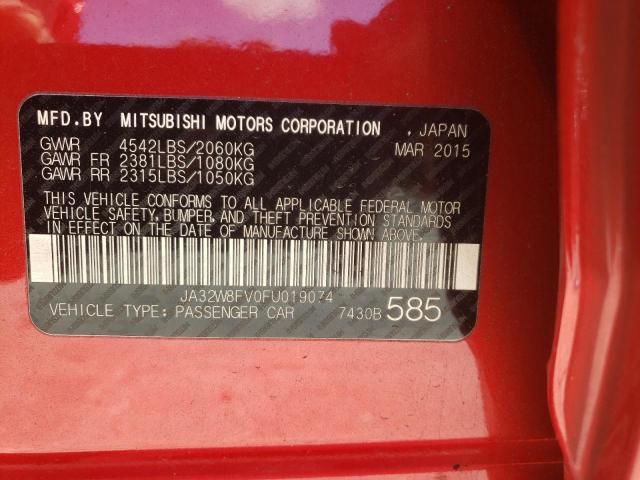 MFD.BY MITSUBISHI MOTORS CORPORATION , JAPAN
GVWR 4542LBS/2060KG MAR 2015
GAWR FR 2381LBS/1080KG
GAWR RR 2315LBS/1050KG
THIS VEHICLE CONFORMS TO ALL APPLICABLE FEDERAL MOTOR
VEHICLE SAFETY, BUMPER, AND THEFT PREVENTION STANDARDS
IN EFFECT ON THE DATE OF MANUFACTURE SHOWN ABOVE.
JA32W8FV0FU019074
VEHICLE TYPE: PASSENGER CAR 7430B 585